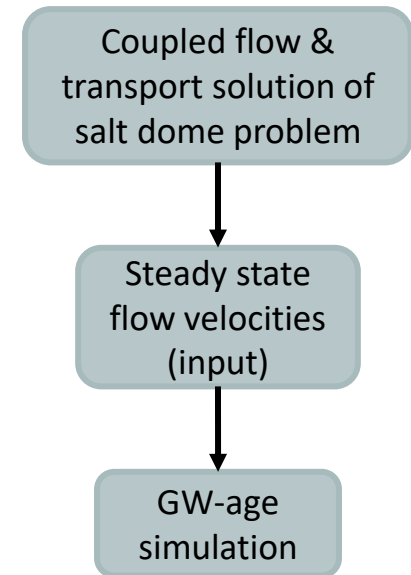 Coupled flow &
transport solution of
salt dome problem
Steady state
flow velocities
(input)
GW-age
simulation